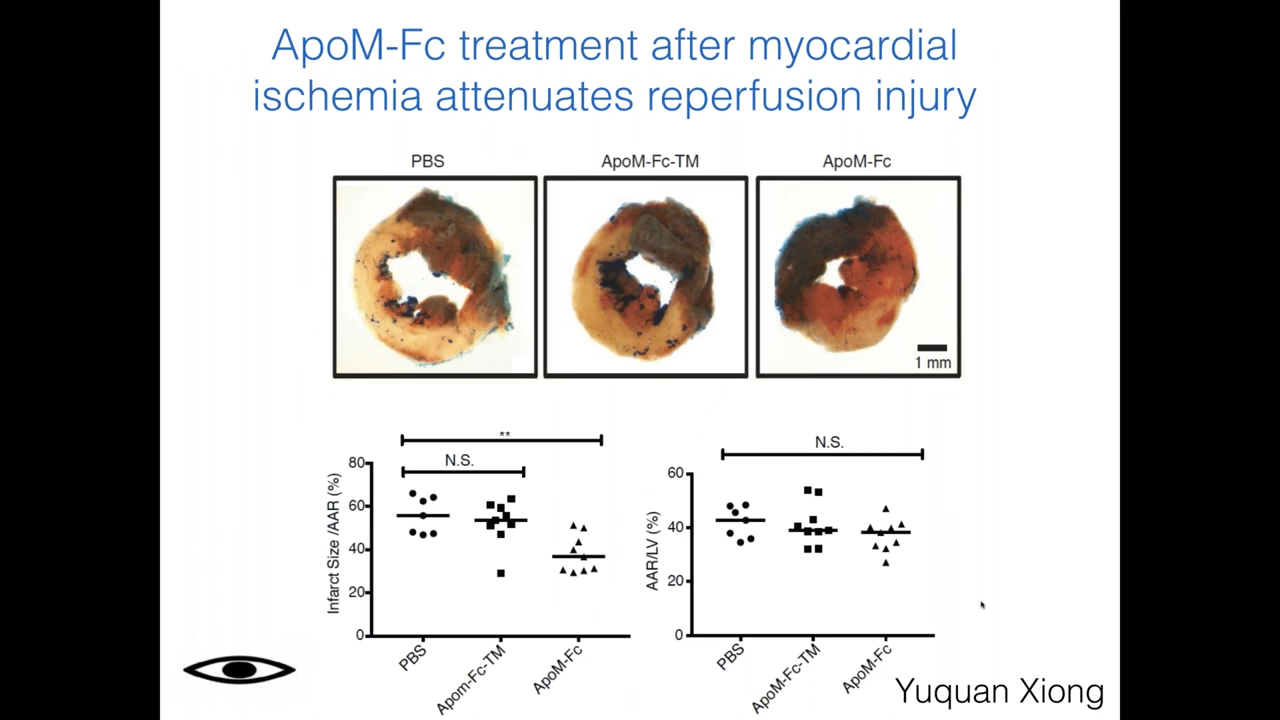 ApoM-Fc treatment after myocardial
ischemia attenuates reperfusion injury
PBS
ApoM-Fc-TM
ApoM-Fc
1 mm
**
N.S.
Infarct Size /AAR (%)
80
60
40
20
0
PBS
Apom-Fc-TM
ApoM-Fc
N.S.
AAR/LV (%)
60
40
20
0
PBS
ApoM-Fc-TM
ApoM-Fc
Yuquan Xiong